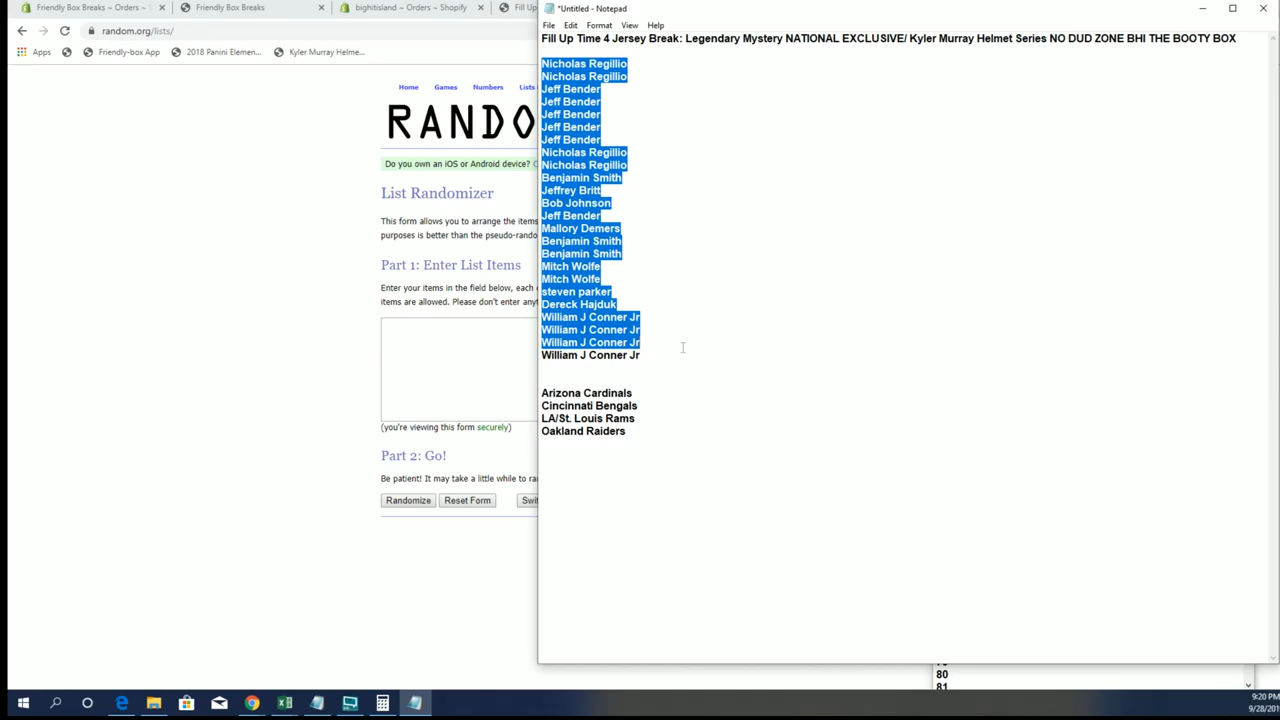 Friendly Box Breaks ~ Orders ~ S
Friendly Box Breaks
bighitisland ~ Orders ~ Shopify
Fill Up
random.org/lists/
Apps
Friendly-box App
2018 Panini Elemen...
Kyler Murray Helme...
Home
Games
Numbers
Lists
RANDO
Do you own an iOS or Android device?
List Randomizer
This form allows you to arrange the items
purposes is better than the pseudo-rando
Part 1: Enter List Items
Enter your items in the field below, each
items are allowed. Please don't enter any
(you're viewing this form securely)
Part 2: Go!
Be patient! It may take a little while to ra
Randomize
Reset Form
Swit
*Untitled - Notepad
File Edit Format View Help
Fill Up Time 4 Jersey Break: Legendary Mystery NATIONAL EXCLUSIVE/ Kyler Murray Helmet Series NO DUD ZONE BHI THE BOOTY BOX
Nicholas Regillio
Nicholas Regillio
Jeff Bender
Jeff Bender
Jeff Bender
Jeff Bender
Jeff Bender
Nicholas Regillio
Nicholas Regillio
Benjamin Smith
Jeffrey Britt
Bob Johnson
Jeff Bender
Mallory Demers
Benjamin Smith
Benjamin Smith
Mitch Wolfe
Mitch Wolfe
steven parker
Dereck Hajduk
William J Conner Jr
William J Conner Jr
William J Conner Jr
William J Conner Jr
Arizona Cardinals
Cincinnati Bengals
LA/St. Louis Rams
Oakland Raiders
80
81
9:20 PM
9/28/201